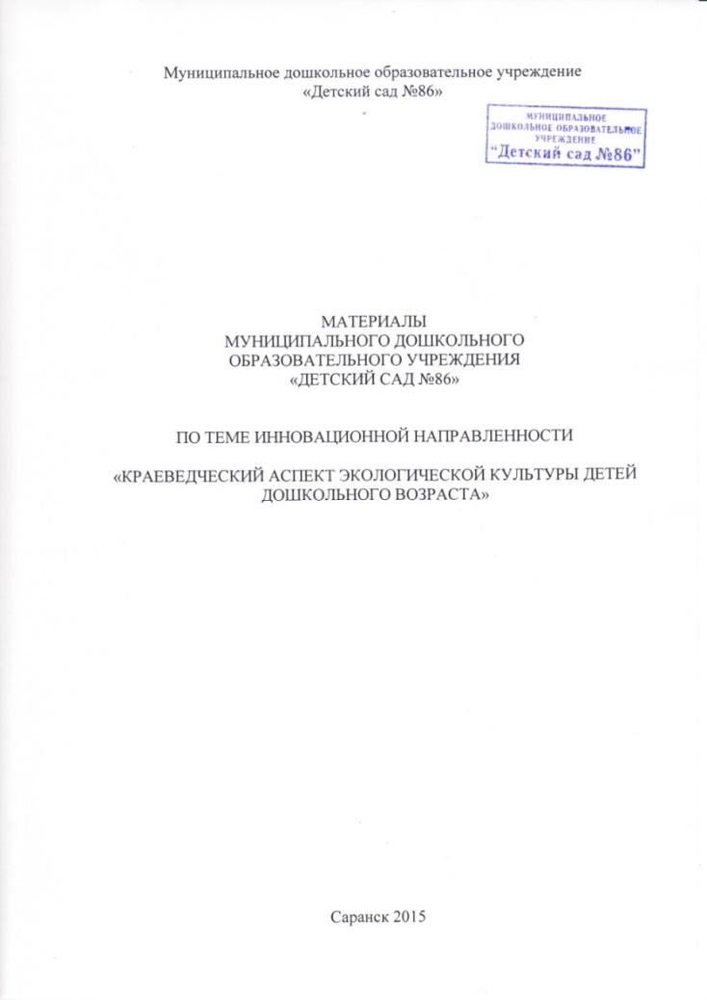 Муниципальное дошкольное образовательное учреждение
«Детский сад №86»
МУНИЦИПАЛЬНОЕ
ДОШКОЛЬНОЕ ОБРАЗОВАТЕЛЬНОЕ
УЧРЕЖДЕНИЕ
"Детский сад №86"
МАТЕРИАЛЫ
МУНИЦИПАЛЬНОГО ДОШКОЛЬНОГО
ОБРАЗОВАТЕЛЬНОГО УЧРЕЖДЕНИЯ
«ДЕТСКИЙ САД №86»
ПО ТЕМЕ ИННОВАЦИОННОЙ НАПРАВЛЕННОСТИ
«КРАЕВЕДЧЕСКИЙ АСПЕКТ ЭКОЛОГИЧЕСКОЙ КУЛЬТУРЫ ДЕТЕЙ
ДОШКОЛЬНОГО ВОЗРАСТА»
Саранск 2015